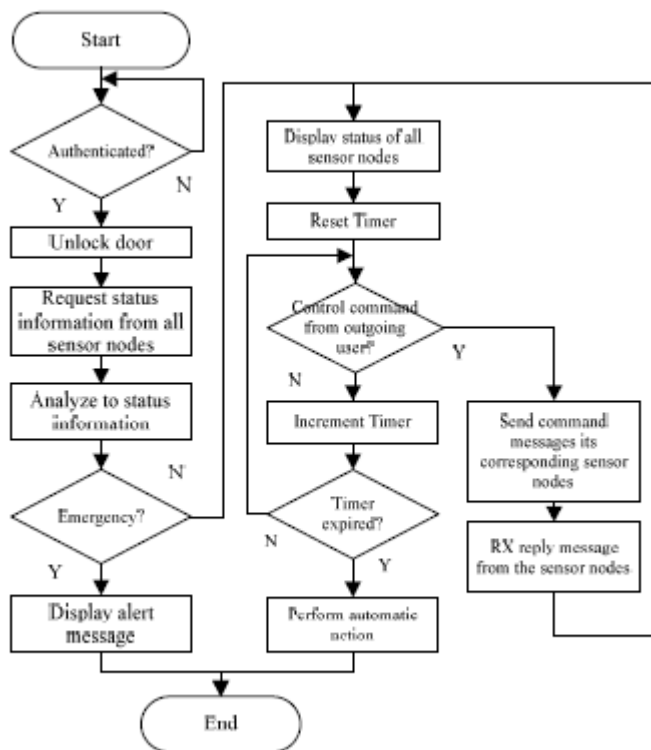 Start
Authenticated?
N
Y
Unlock door
Request status
information from all
sensor nodes
Analyze to status
information
N
Emergency?
Y
Display alert
message
Display status of all
sensor nodes
Reset Timer
Control command
from outgoing
user?
Y
N
Increment Timer
Timer
expired?
N
Y
Perform automatic
action
Send command
messages its
corresponding sensor
nodes
RX reply message
from the sensor nodes
End